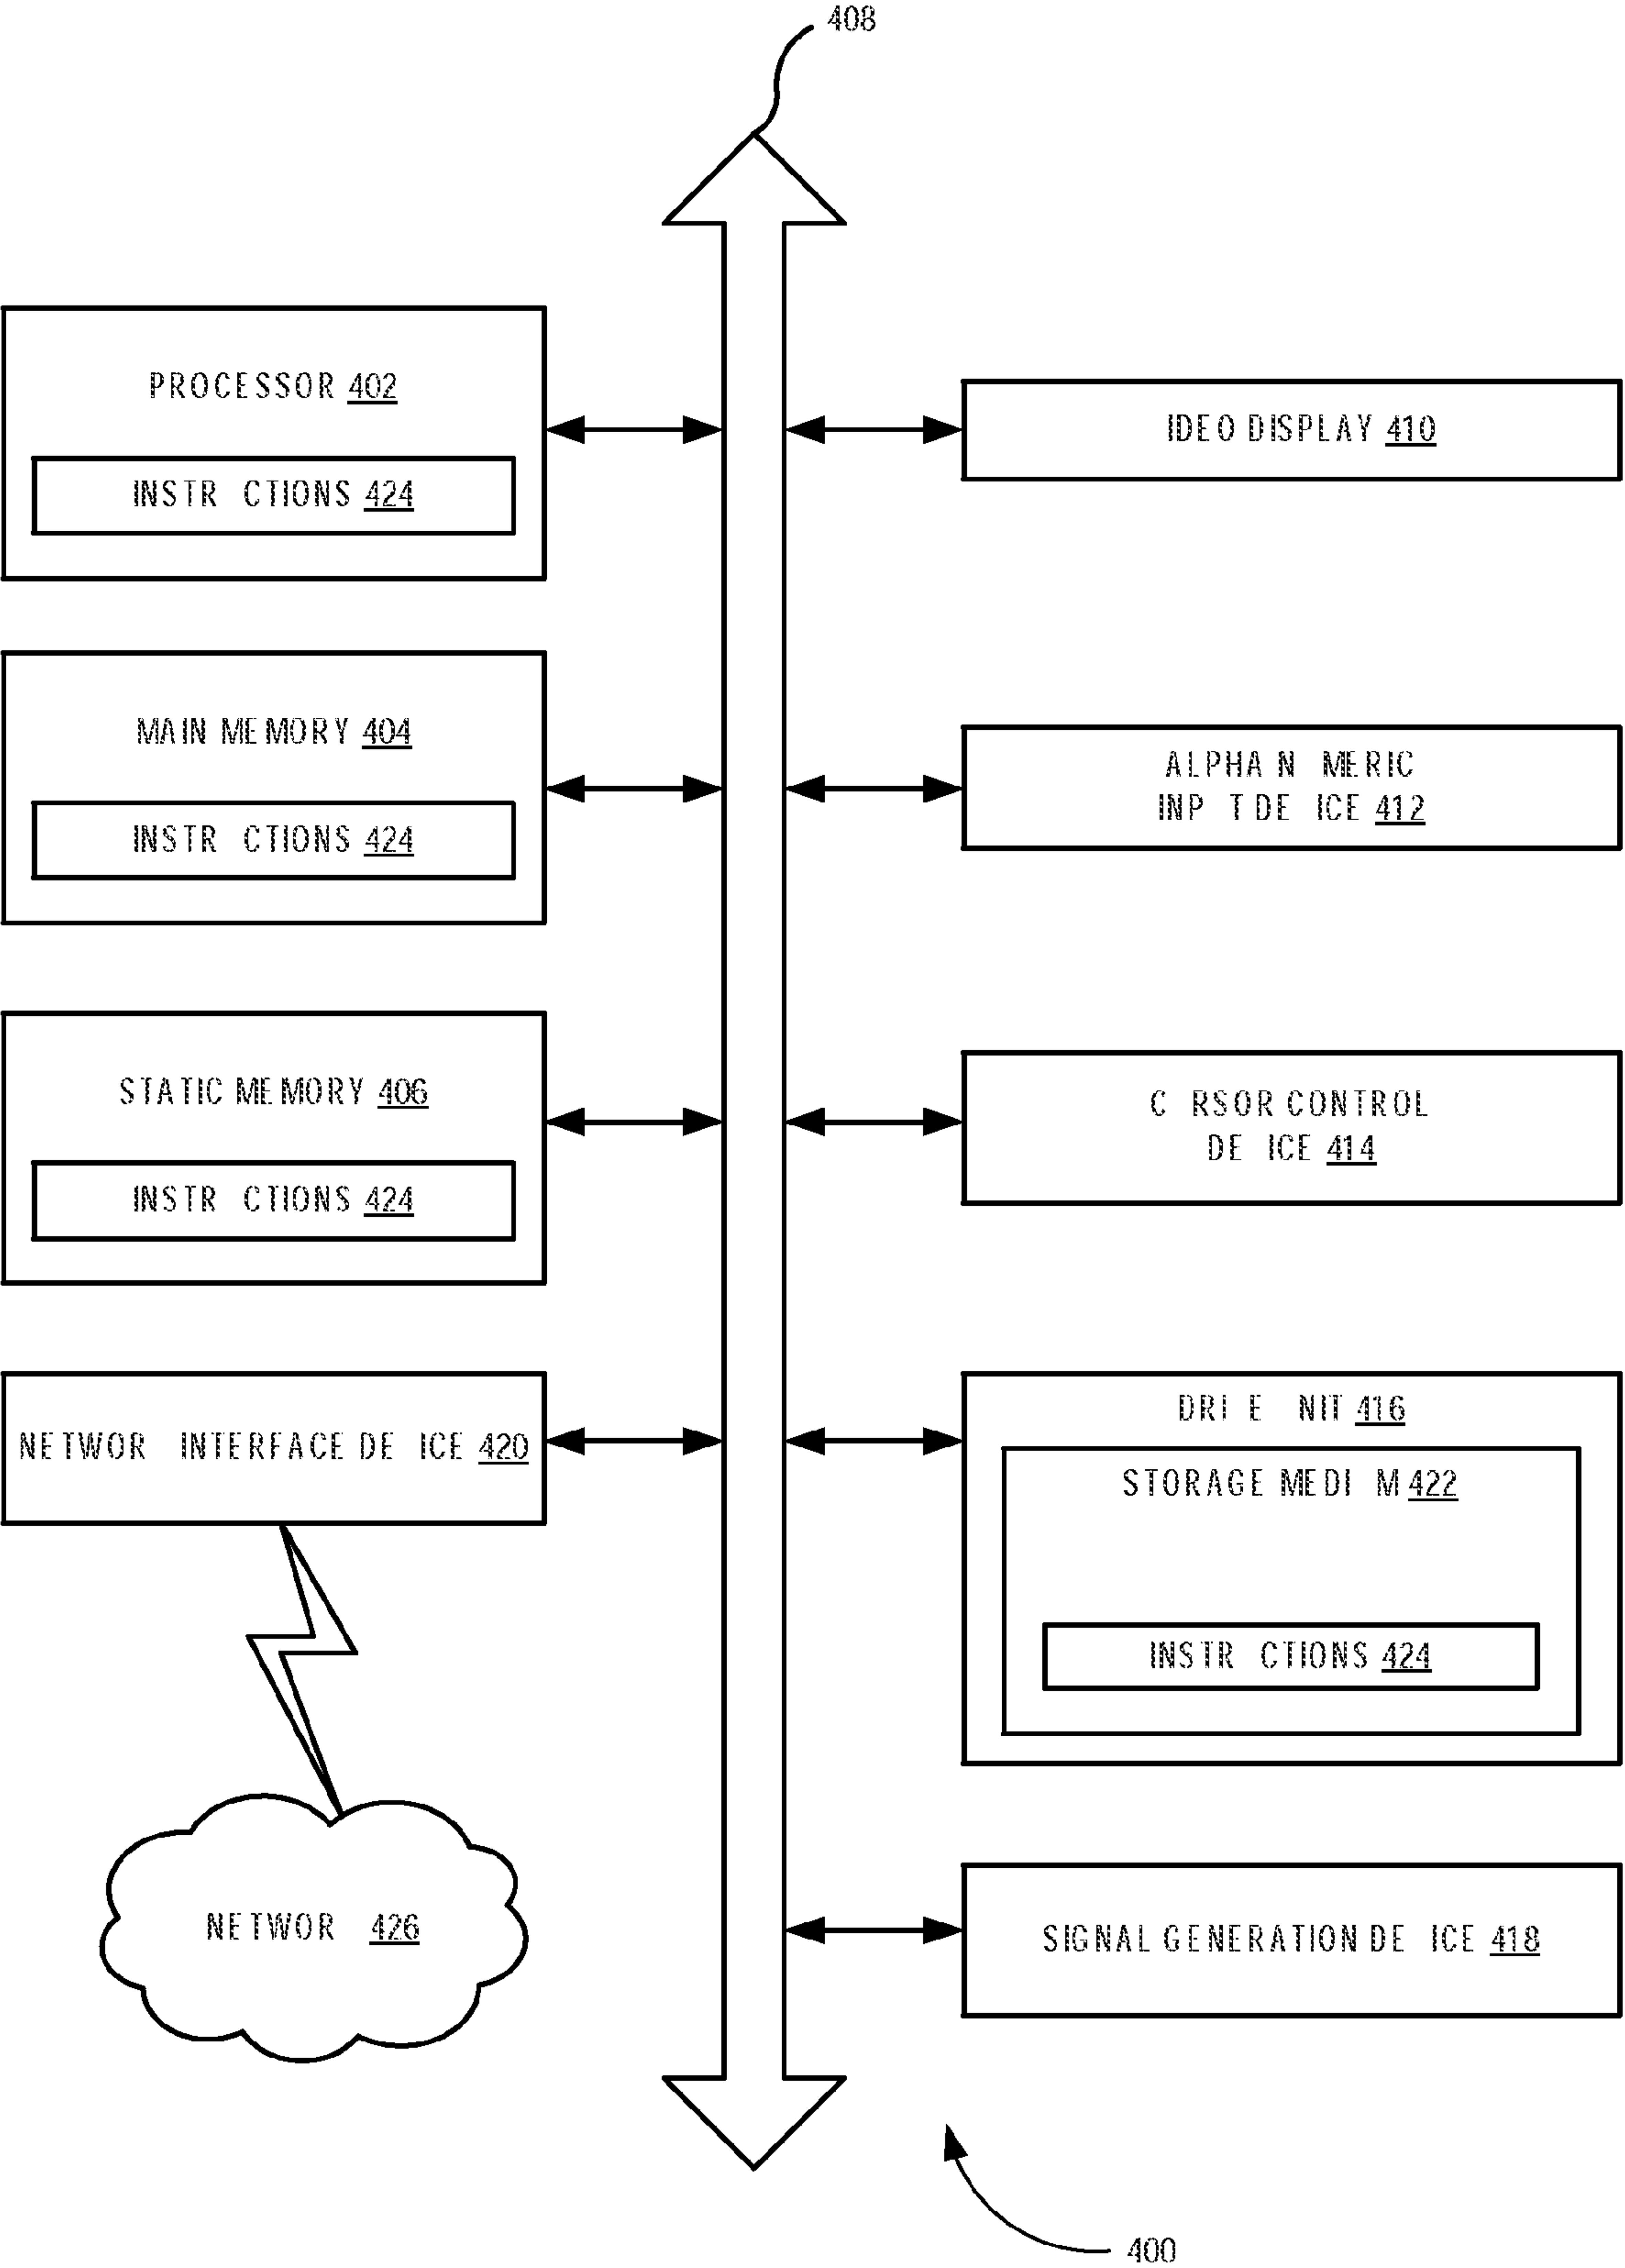 408
PROCESSOR 402
INSTR CTIONS 424
MAIN MEMORY 404
INSTR CTIONS 424
STATIC MEMORY 406
INSTR CTIONS 424
NETWOR INTERFACE DE ICE 420
NETWOR 426
IDEO DISPLAY 410
ALPHA N MERIC
INP T DE ICE 412
C RSOR CONTROL
DE ICE 414
DRI E NIT 416
STORAGE MEDI M 422
INSTR CTIONS 424
SIGNAL GENERATION DE ICE 418
400